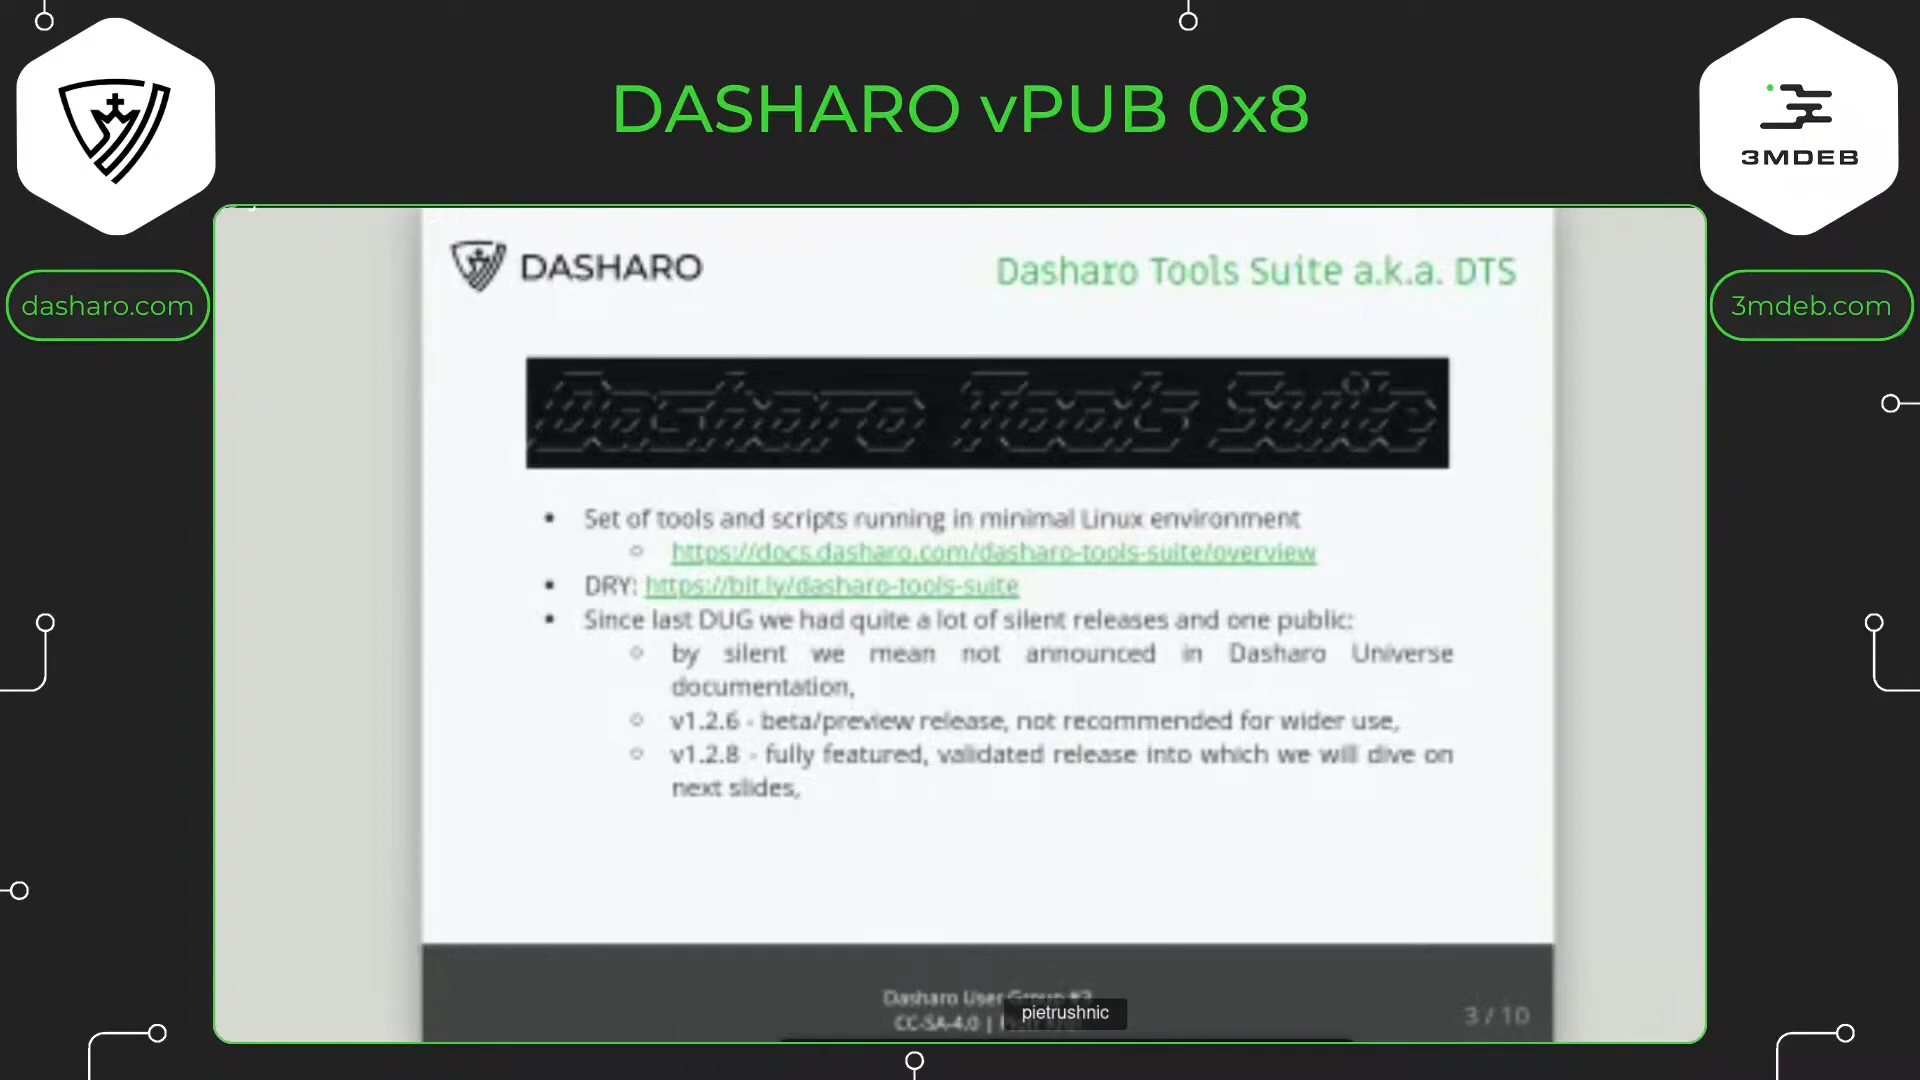 DASHARO vPUB 0x8
3MDEB
dasharo.com
3mdeb.com
DASHARO
Dasharo Tools Suite a.k.a. DTS
Dasharo Tools Suite
Set of tools and scripts running in minimal Linux environment
https://docs.dasharo.com/dasharo-tools-suite/overview
DRY: https://bit.ly/dasharo-tools-suite
Since last DUG we had quite a lot of silent releases and one public:
by silent we mean not announced in Dasharo Universe
documentation,
v1.2.6 - beta/preview release, not recommended for wider use,
v1.2.8 - fully featured, validated release into which we will dive on
next slides,
Dasharo User Group
CC-SA-4.0 |
pietrushnic
3 / 10